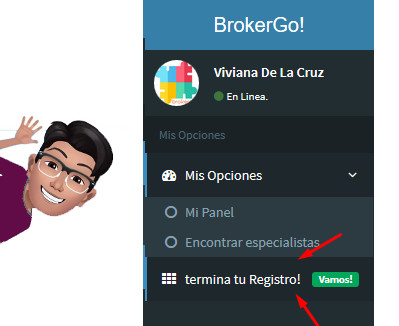 BrokerGo!
Viviana De La Cruz
En Linea.
Mis Opciones
Mis Opciones
Mi Panel
Encontrar especialistas
termina tu Registro! Vamos!